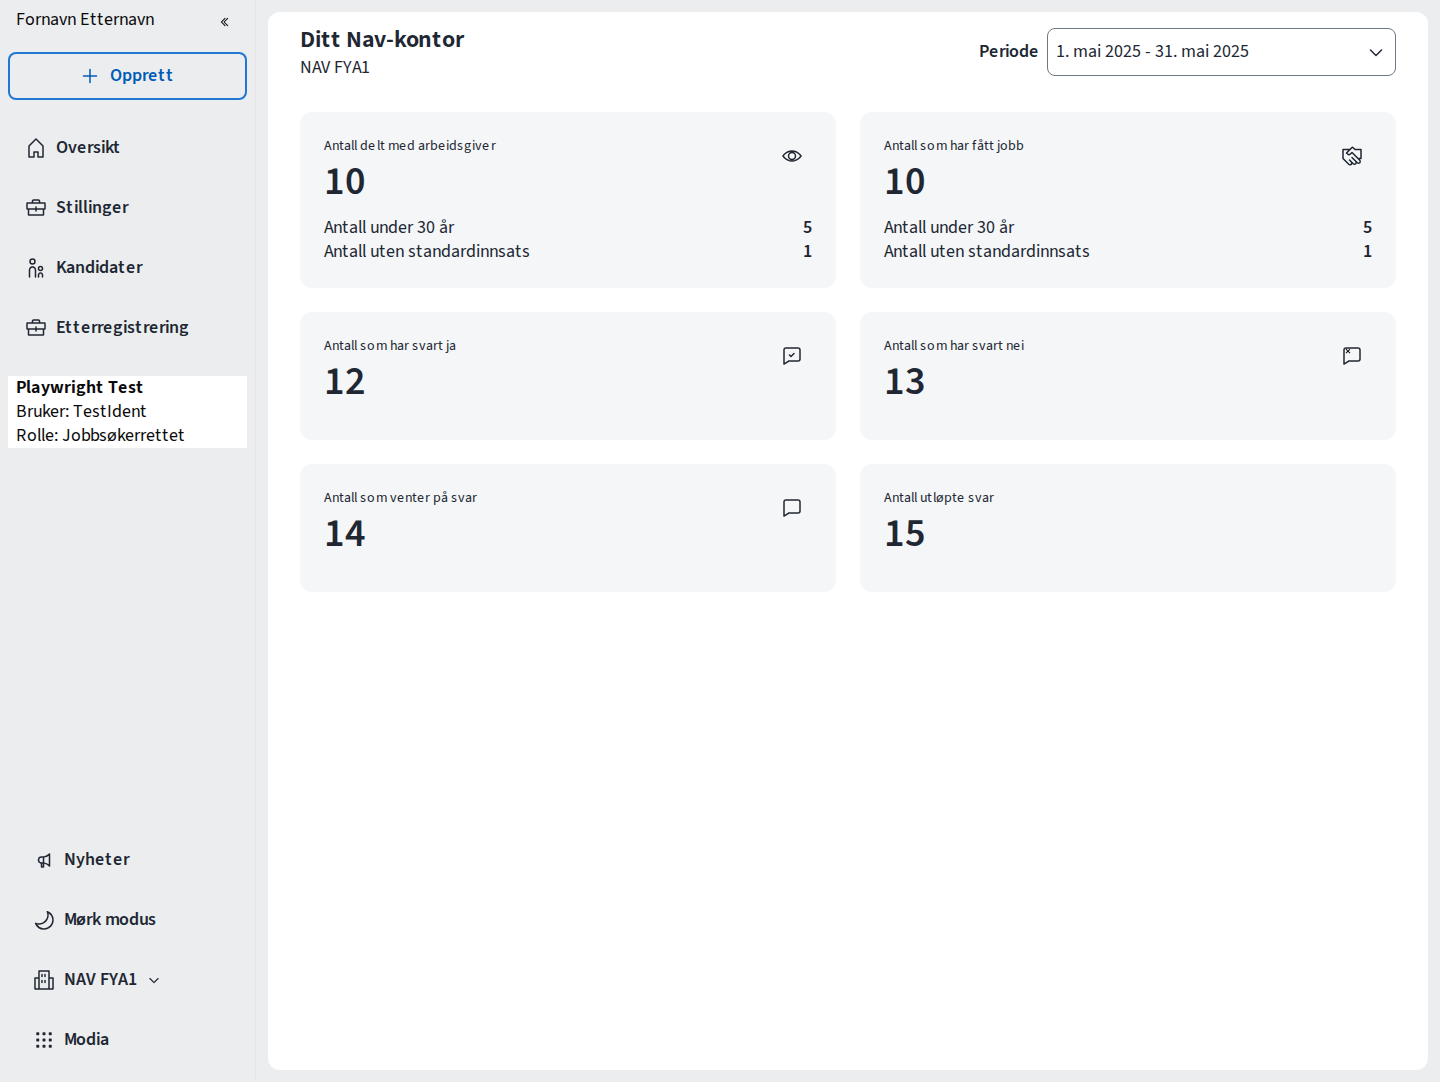 Fornavn Etternavn
Opprett
Oversikt
Stillinger
Kandidater
Etterregistrering
Playwright Test
Bruker: TestIdent
Rolle: Jobbsøkerrettet
Nyheter
Mørk modus
NAV FYA1
Modia
Ditt Nav-kontor
NAV FYA1
Periode 1. mai 2025 - 31. mai 2025
Antall delt med arbeidsgiver
10
Antall under 30 år 5
Antall uten standardinnsats 1
Antall som har fått jobb
10
Antall under 30 år 5
Antall uten standardinnsats 1
Antall som har svart ja
12
Antall som har svart nei
13
Antall som venter på svar
14
Antall utløpte svar
15